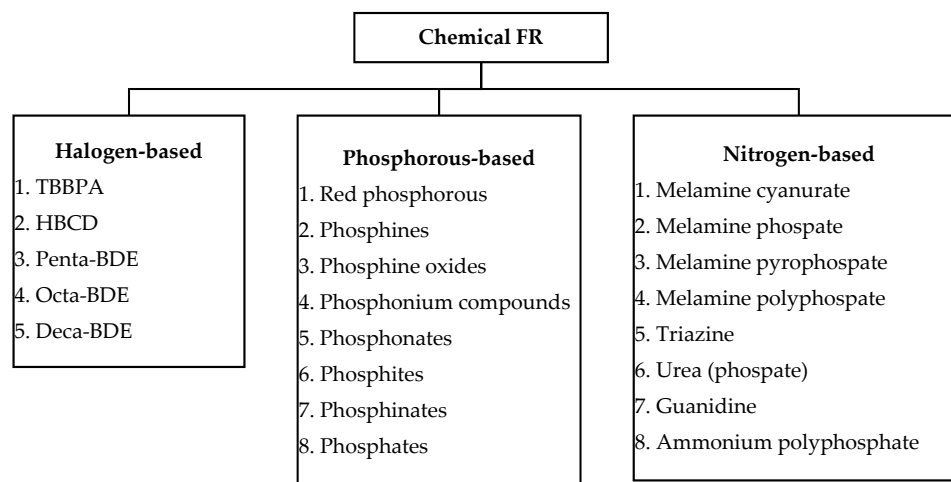 Chemical FR
Halogen-based
1. TBBPA
2. HBCD
3. Penta-BDE
4. Octa-BDE
5. Deca-BDE
Phosphorous-based
1. Red phosphorous
2. Phosphines
3. Phosphine oxides
4. Phosphonium compounds
5. Phosphonates
6. Phosphites
7. Phosphinates
8. Phosphates
Nitrogen-based
1. Melamine cyanurate
2. Melamine phospate
3. Melamine pyrophospate
4. Melamine polyphospate
5. Triazine
6. Urea (phospate)
7. Guanidine
8. Ammonium polyphosphate